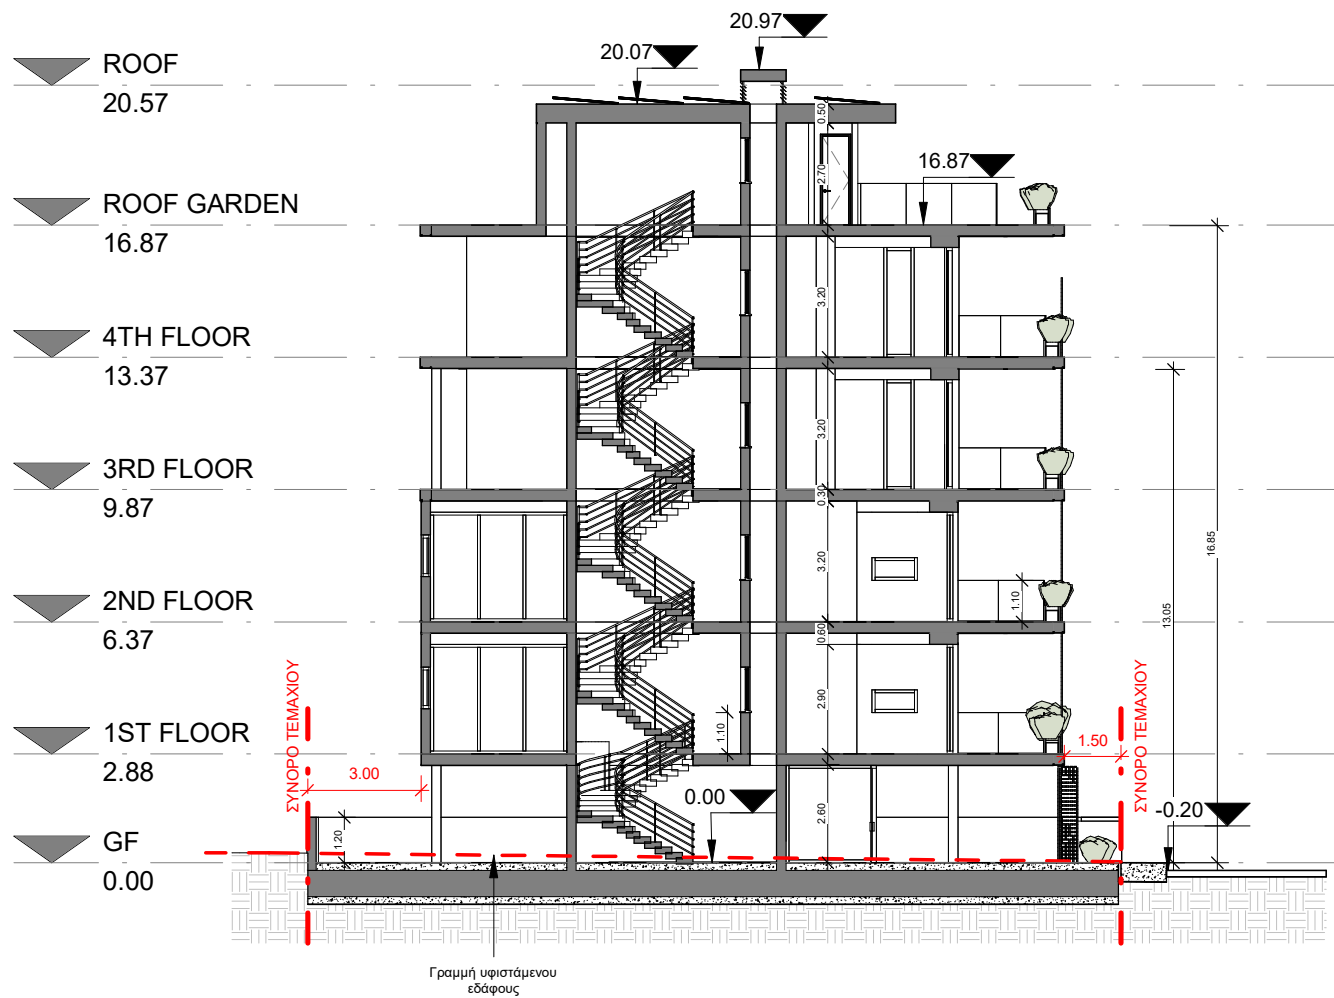 20.97
20.07
ROOF
20.57
0.50
2.70
16.87
ROOF GARDEN
16.87
3.20
4TH FLOOR
13.37
3.20
13.05
3RD FLOOR
9.87
0.30
16.85
3.20
1.10
2ND FLOOR
6.37
0.60
2.90
1.10
ΣΥΝΟΡΟ ΤΕΜΑΧΙΟΥ
ΣΥΝΟΡΟ ΤΕΜΑΧΙΟΥ
1ST FLOOR
2.88
3.00
1.50
0.00
-0.20
2.60
1.20
GF
0.00
Γραμμή υφιστάμενου
εδάφους